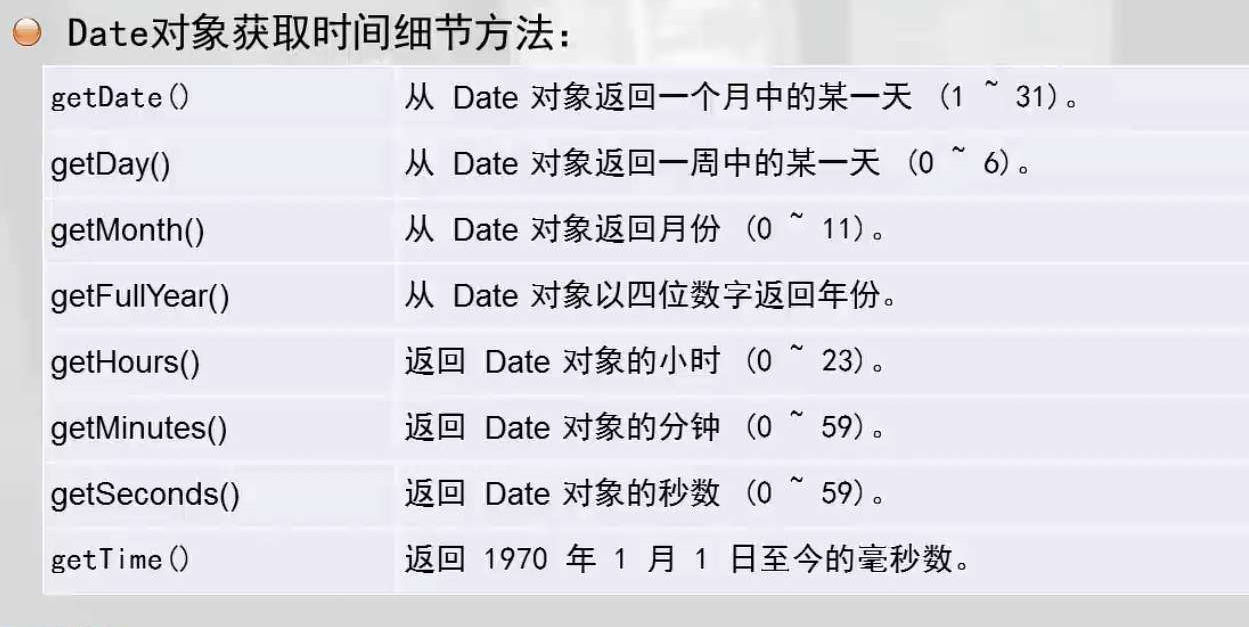 Date对象获取时间细节方法:
getDate() 从 Date 对象返回一个月中的某一天 (1 ~ 31)。
getDay() 从 Date 对象返回一周中的某一天 (0 ~ 6)。
getMonth() 从 Date 对象返回月份 (0 ~ 11)。
getFullYear() 从 Date 对象以四位数字返回年份。
getHours() 返回 Date 对象的小时 (0 ~ 23)。
getMinutes() 返回 Date 对象的分钟 (0 ~ 59)。
getSeconds() 返回 Date 对象的秒数 (0 ~ 59)。
getTime() 返回 1970 年 1 月 1 日至今的毫秒数。